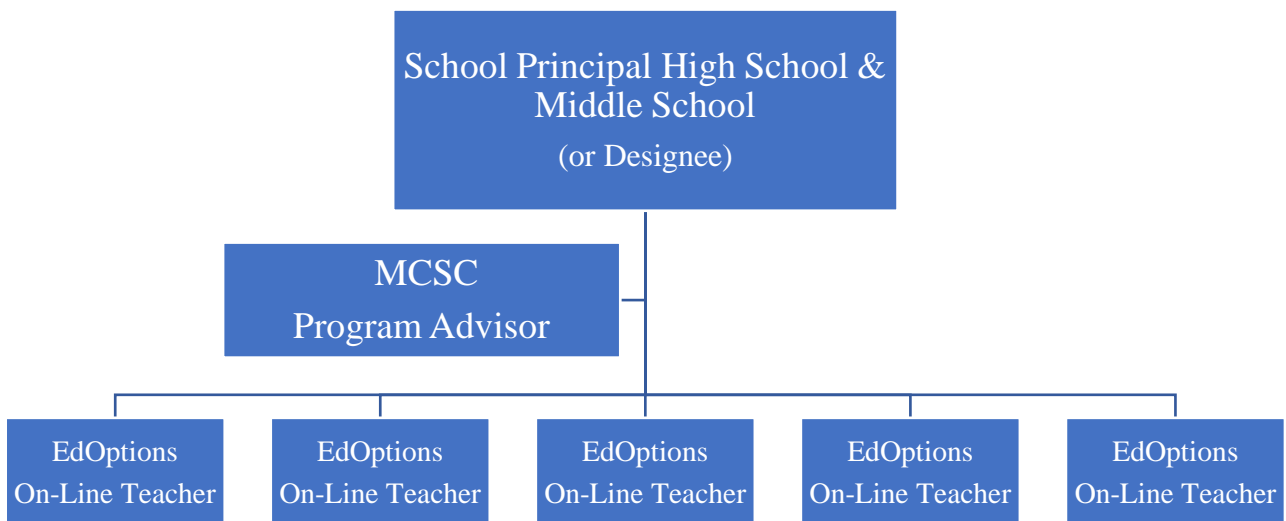 School Principal High School &
Middle School
(or Designee)
MCSC
Program Advisor
EdOptions
On-Line Teacher
EdOptions
On-Line Teacher
EdOptions
On-Line Teacher
EdOptions
On-Line Teacher
EdOptions
On-Line Teacher